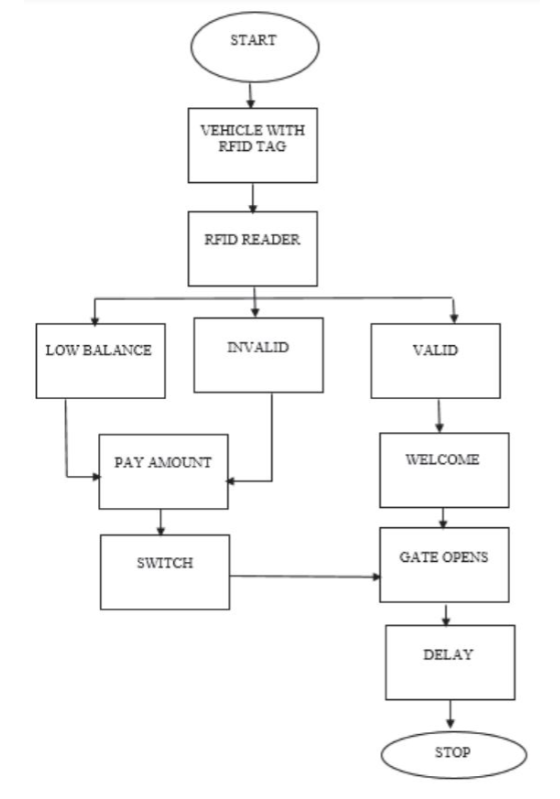 START
VEHICLE WITH
RFID TAG
RFID READER
LOW BALANCE
INVALID
VALID
PAY AMOUNT
WELCOME
SWITCH
GATE OPENS
DELAY
STOP